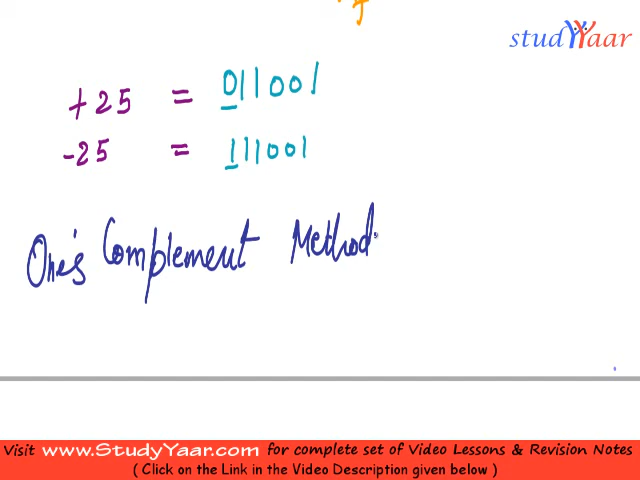 studYYaar
+25 = 011001
-25 = 111001
One's Complement Method
Visit www.StudyYaar.com for complete set of Video Lessons & Revision Notes
( Click on the Link in the Video Description given below )